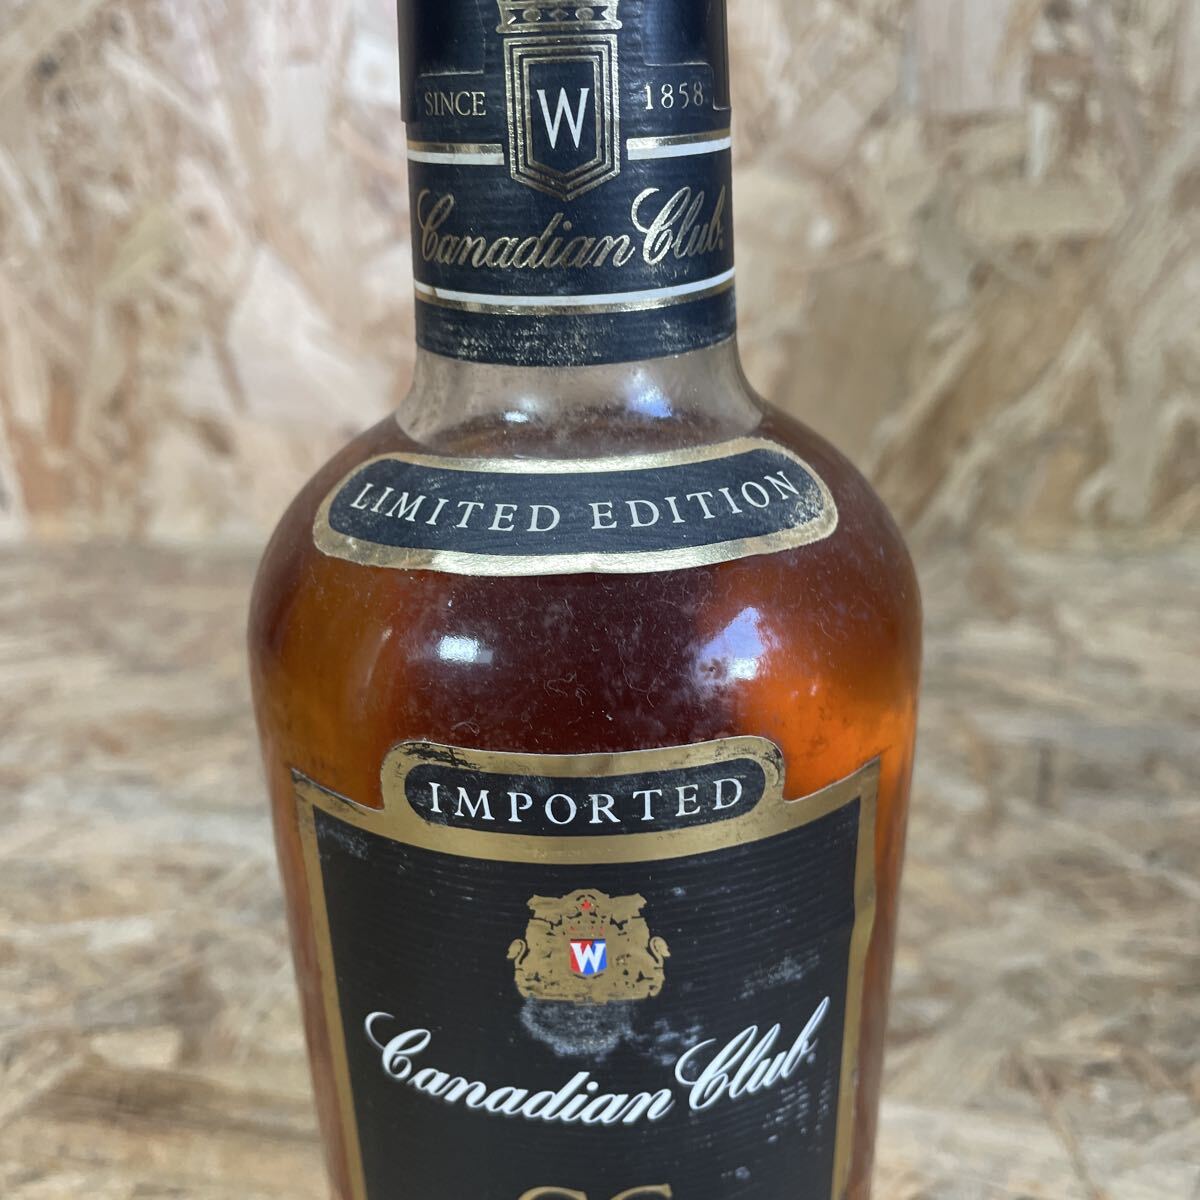 SINCE W 1858
Canadian Club
LIMITED EDITION
IMPORTED
W
Canadian Club